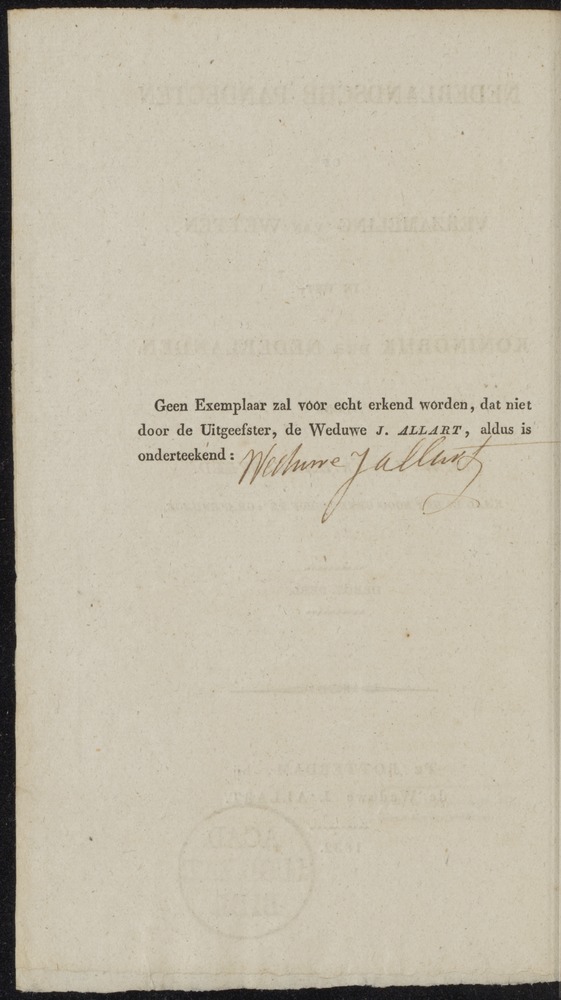 Geen Exemplaar zal vóór echt erkend worden, dat niet
door de Uitgeefster, de Weduwe J. ALLART, aldus is
onderteekend: Weduwe J Allart